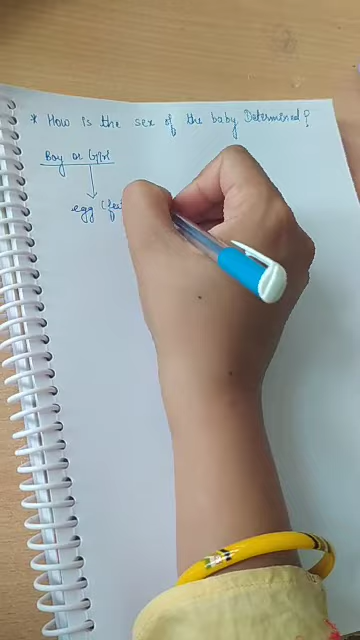 * How is the sex of the baby Determined?
Boy or Girl
egg